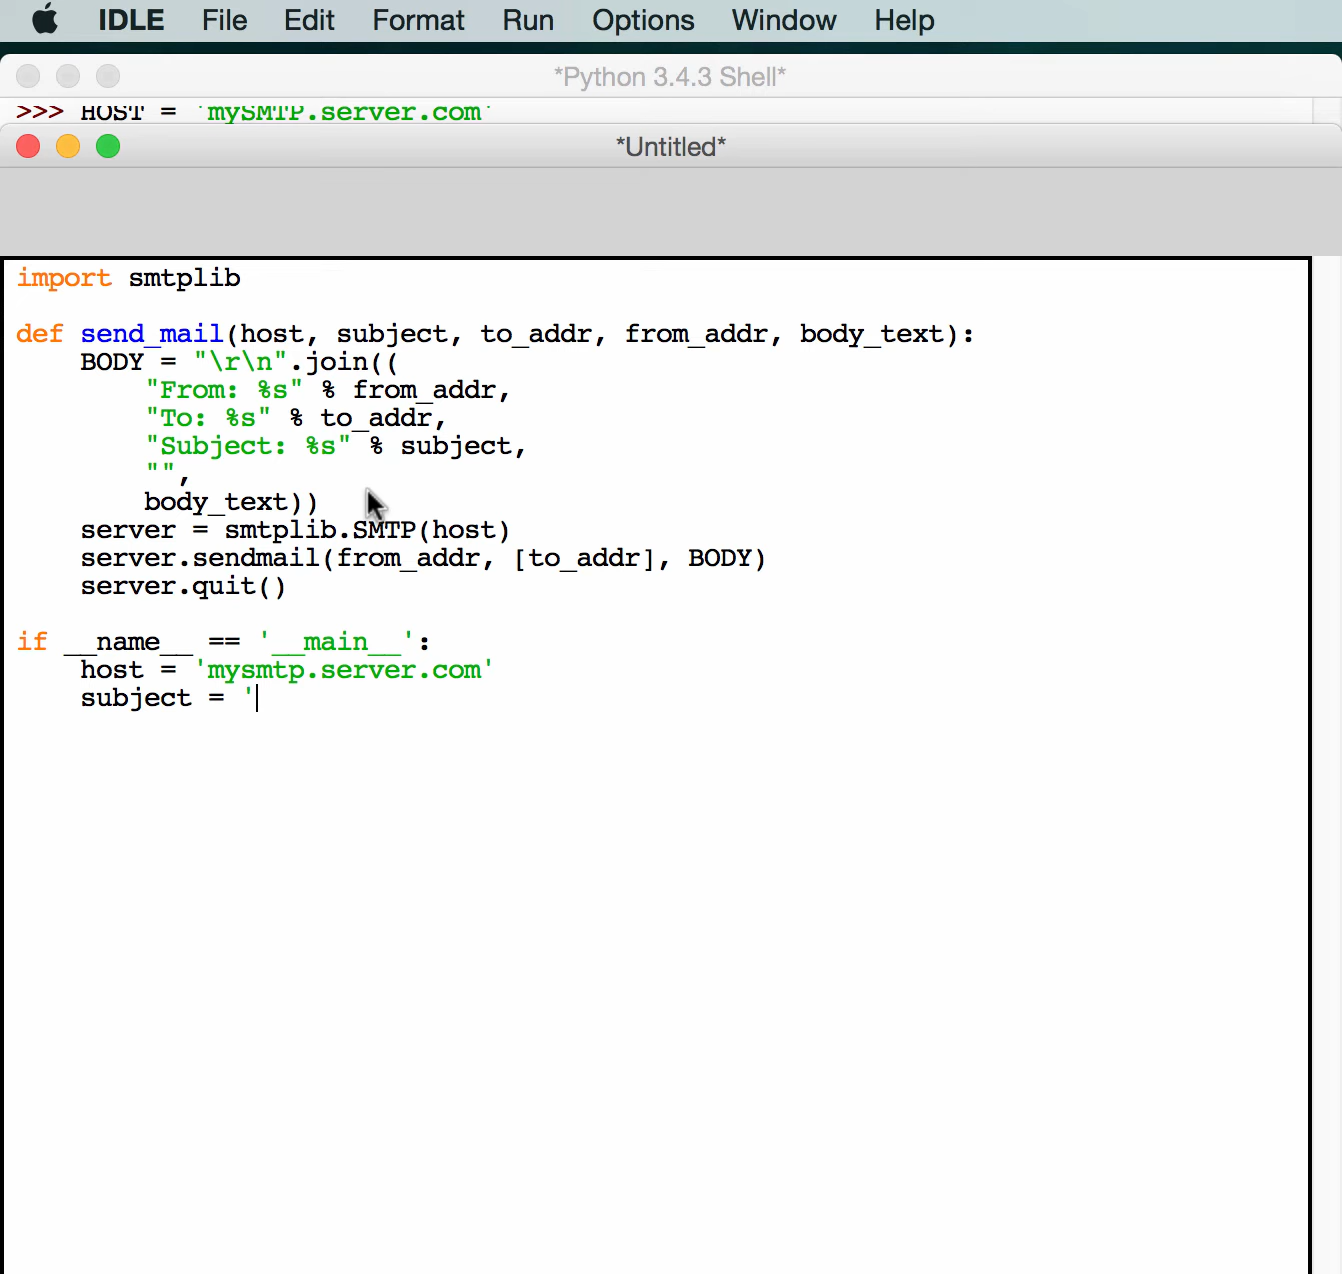 IDLE File Edit Format Run Options Window Help
*Python 3.4.3 Shell*
>>> HOST = 'mySMTP.server.com'
*Untitled*
import smtplib
def send_mail(host, subject, to_addr, from_addr, body_text):
    BODY = "\r\n".join((
        "From: %s" % from_addr,
        "To: %s" % to_addr,
        "Subject: %s" % subject,
        "",
        body_text))
    server = smtplib.SMTP(host)
    server.sendmail(from_addr, [to_addr], BODY)
    server.quit()
if __name__ == '__main__':
    host = 'mysmtp.server.com'
    subject = '